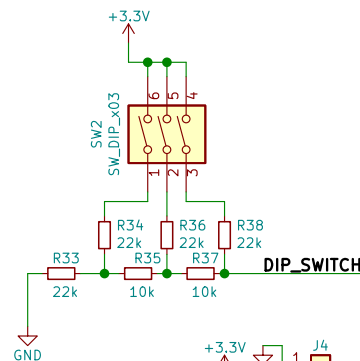 +3.3V
6 5 4
SW2
SW_DIP_x03
1 2 3
R34 R36 R38
22k 22k 22k
R33 R35 R37
DIP_SWITCH
22k 10k 10k
GND
+3.3V
J4
1